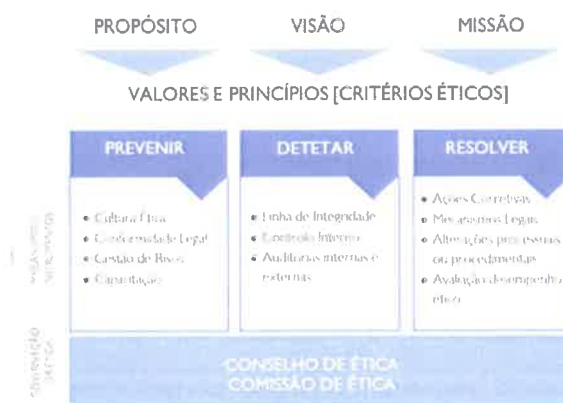 PROPÓSITO VISÃO MISSÃO
VALORES E PRINCÍPIOS [CRITÉRIOS ÉTICOS]
PREVENIR DETETAR RESOLVER
• Cultura Ética
• Conformidade Legal
• Gestão de Riscos
• Capacitação
• Linha de Integridade
• Controlo Interno
• Auditorias internas e
externas
• Ações Corretivas
• Mecanismos Legais
• Alterações processuais
ou procedimentais
• Avaliação desempenho
ético
CONSELHO DE ÉTICA
COMISSÃO DE ÉTICA